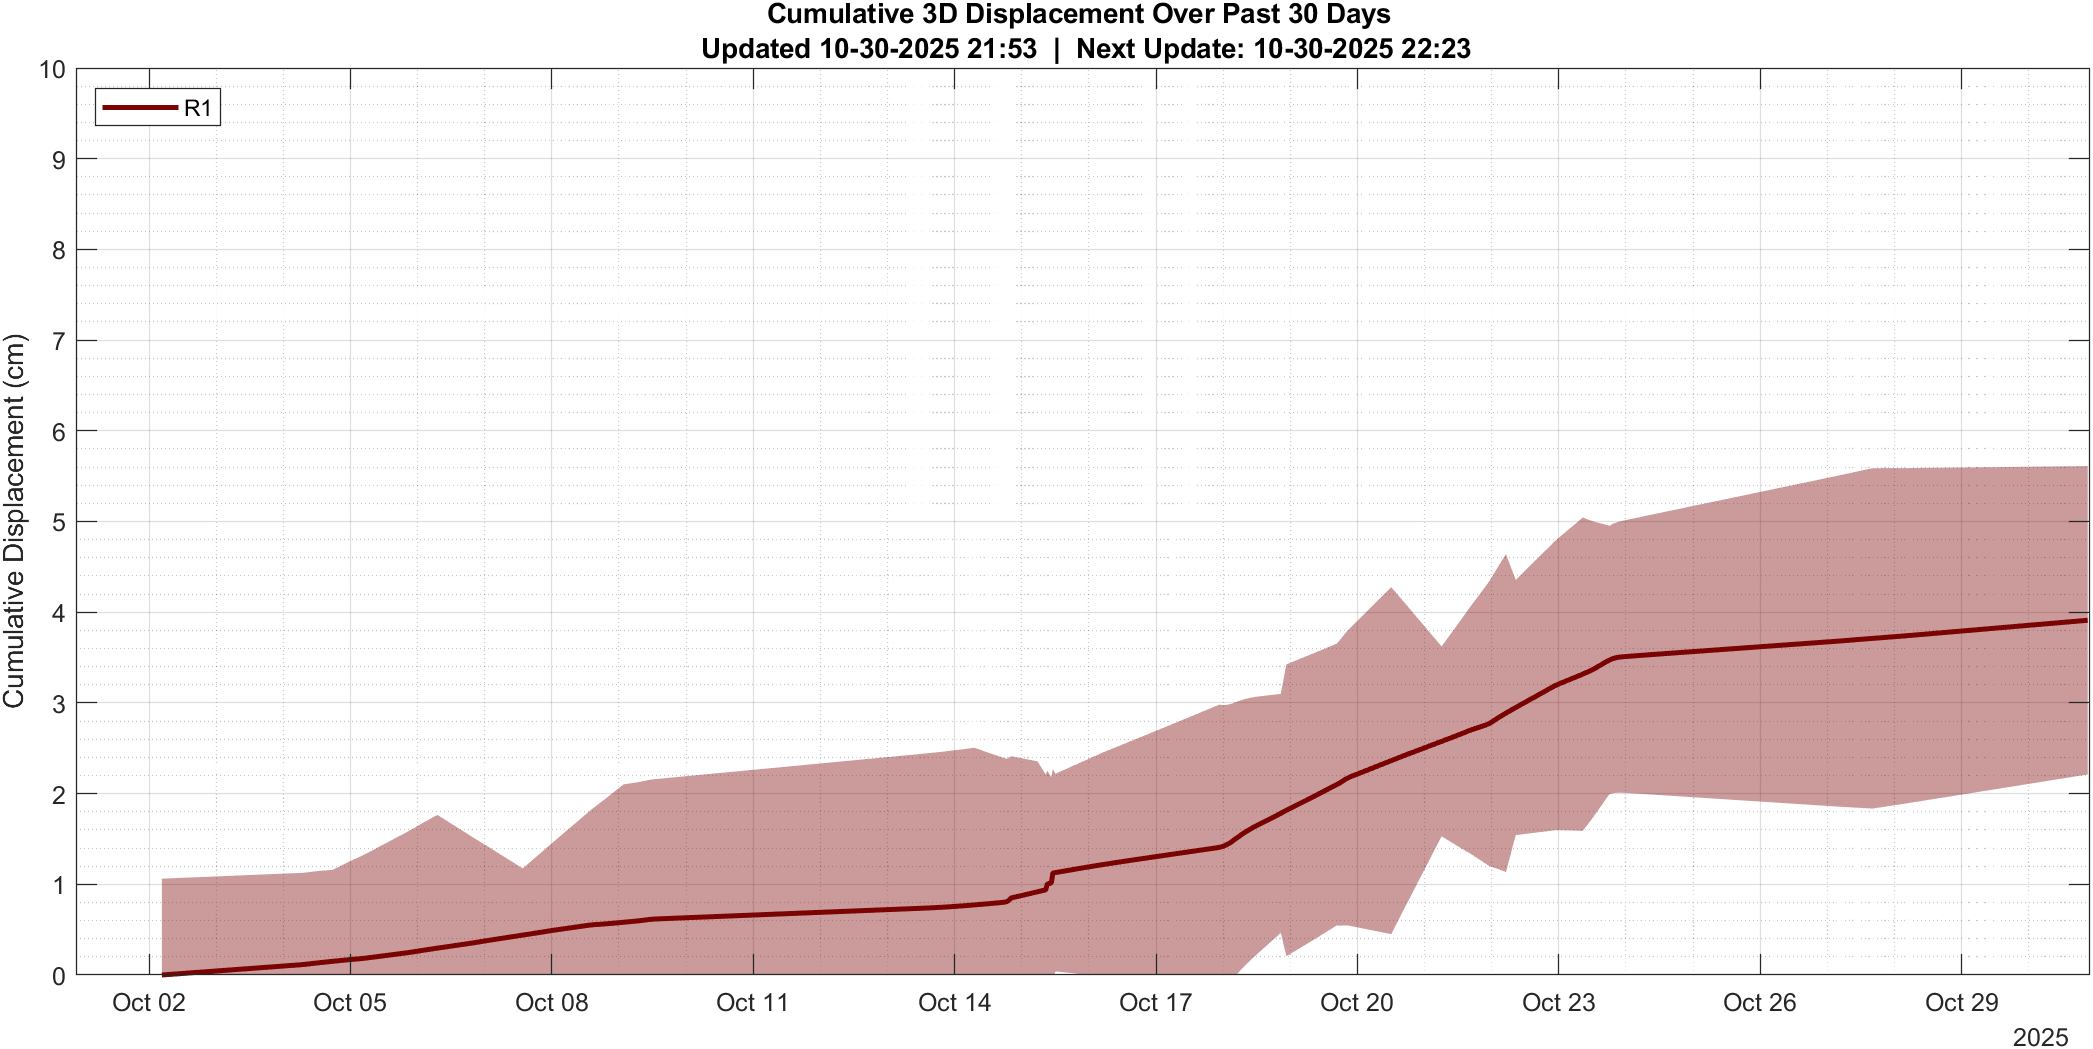 Cumulative 3D Displacement Over Past 30 Days
Updated 10-30-2025 21:53 | Next Update: 10-30-2025 22:23
R1
Cumulative Displacement (cm)
10
9
8
7
6
5
4
3
2
1
0
Oct 02 Oct 05 Oct 08 Oct 11 Oct 14 Oct 17 Oct 20 Oct 23 Oct 26 Oct 29
2025